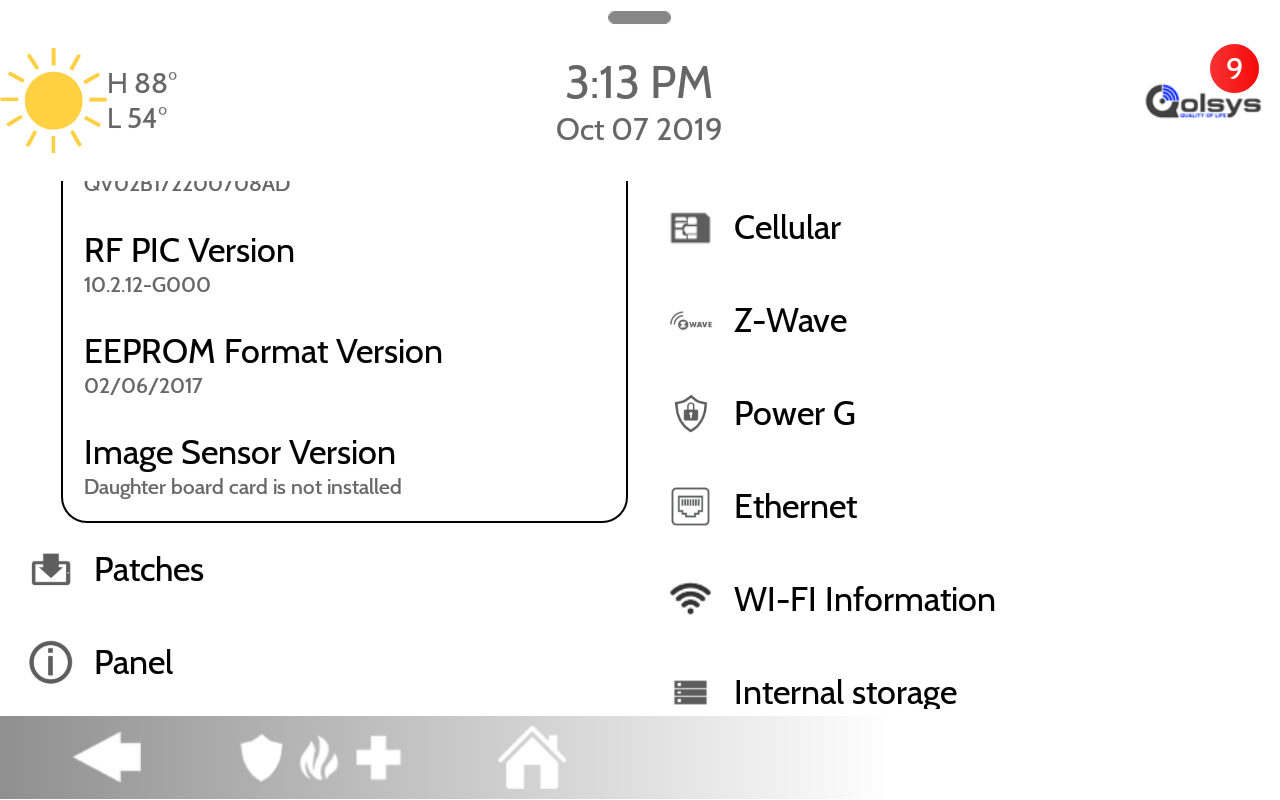 H 88°
L 54°
3:13 PM
Oct 07 2019
9
Qolsys
QUALITY OF LIFE
QV02B172200708AD
RF PIC Version
10.2.12-G000
EEPROM Format Version
02/06/2017
Image Sensor Version
Daughter board card is not installed
Patches
Panel
Cellular
Z WAVE
Z-Wave
Power G
Ethernet
WI-FI Information
Internal storage